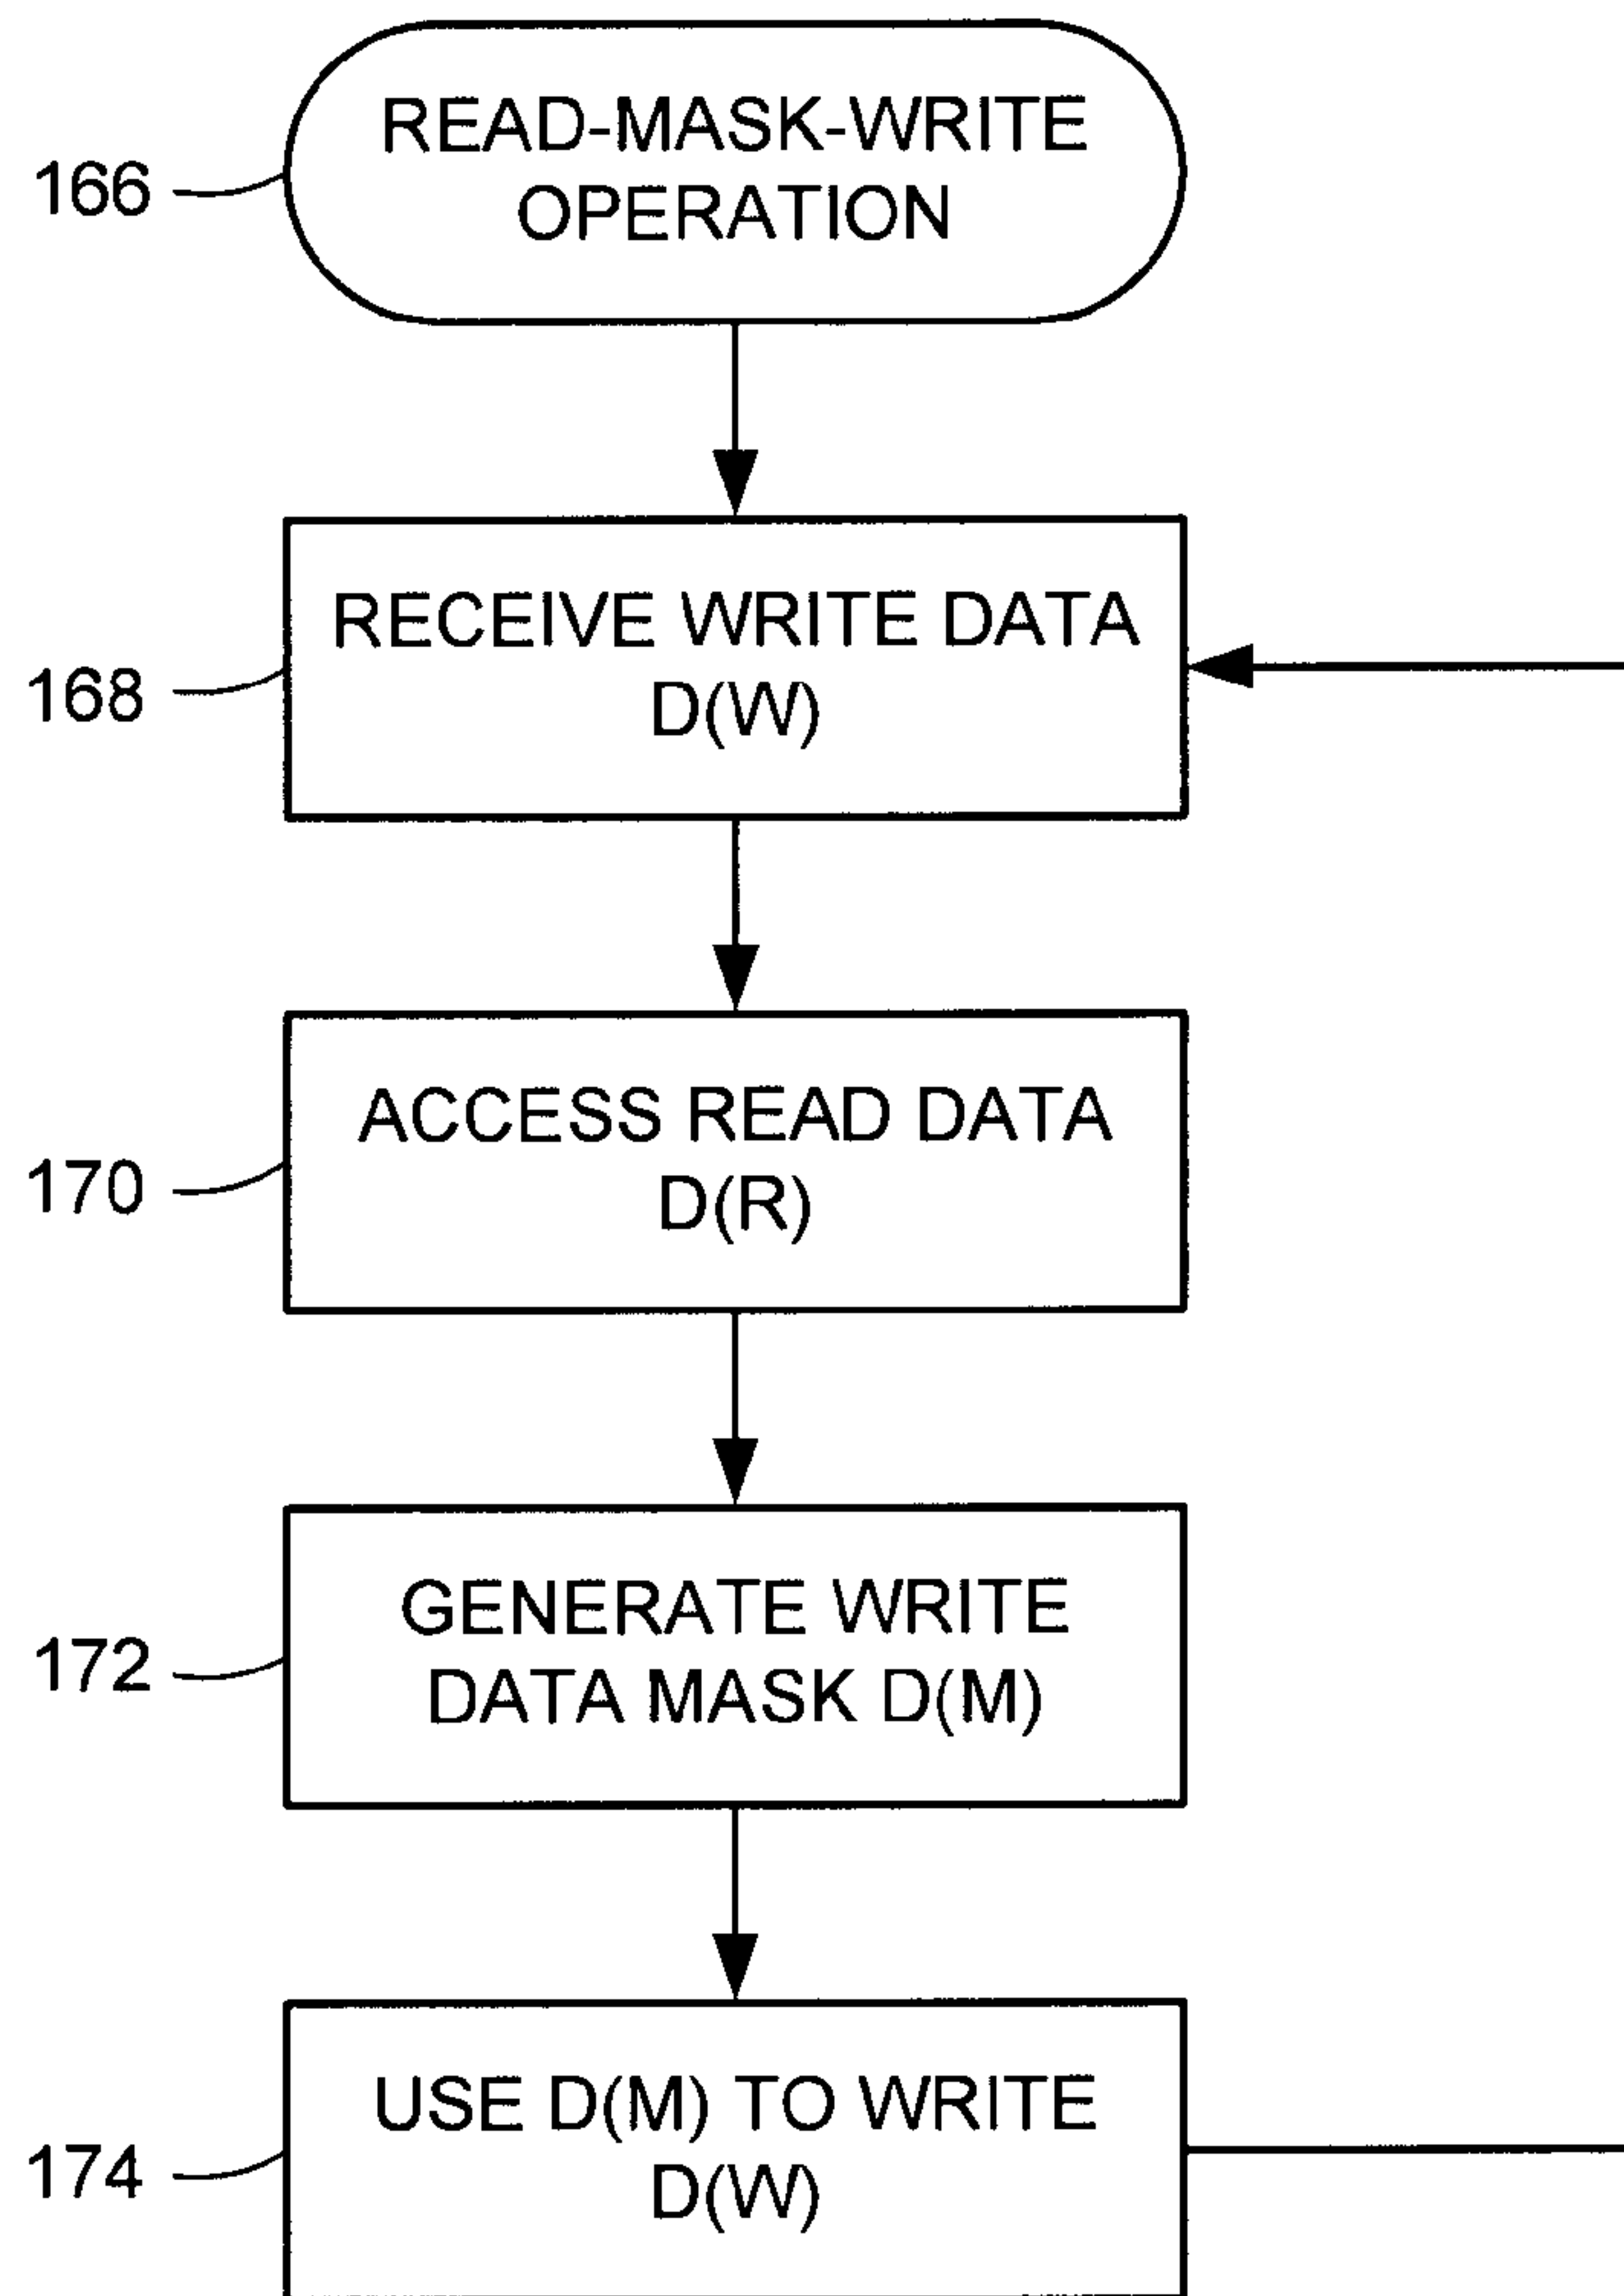 READ-MASK-WRITE
OPERATION
166
RECEIVE WRITE DATA
D(W)
168
ACCESS READ DATA
D(R)
170
GENERATE WRITE
DATA MASK D(M)
172
USE D(M) TO WRITE
D(W)
174